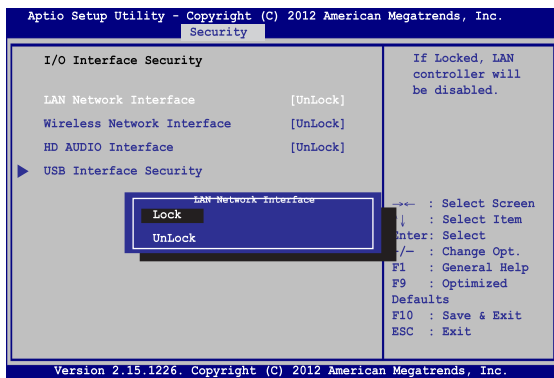 Aptio Setup Utility - Copyright (C) 2012 American Megatrends, Inc.
Security
I/O Interface Security
LAN Network Interface [UnLock]
Wireless Network Interface [UnLock]
HD AUDIO Interface [UnLock]
USB Interface Security
If Locked, LAN
controller will
be disabled.
LAN Network Interface
Lock
UnLock
→← : Select Screen
↓ : Select Item
Enter: Select
+/— : Change Opt.
F1 : General Help
F9 : Optimized
Defaults
F10 : Save & Exit
ESC : Exit
Version 2.15.1226. Copyright (C) 2012 American Megatrends, Inc.